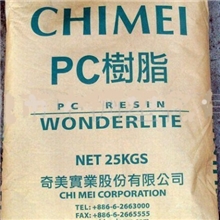 CHIMEI
PC樹脂
PC RESIN
WONDERLITE
NET 25KGS
奇美實業股份有限公司
CHI MEI CORPORATION
TEL: +886-6-2663000
FAX: +886-6-2665555